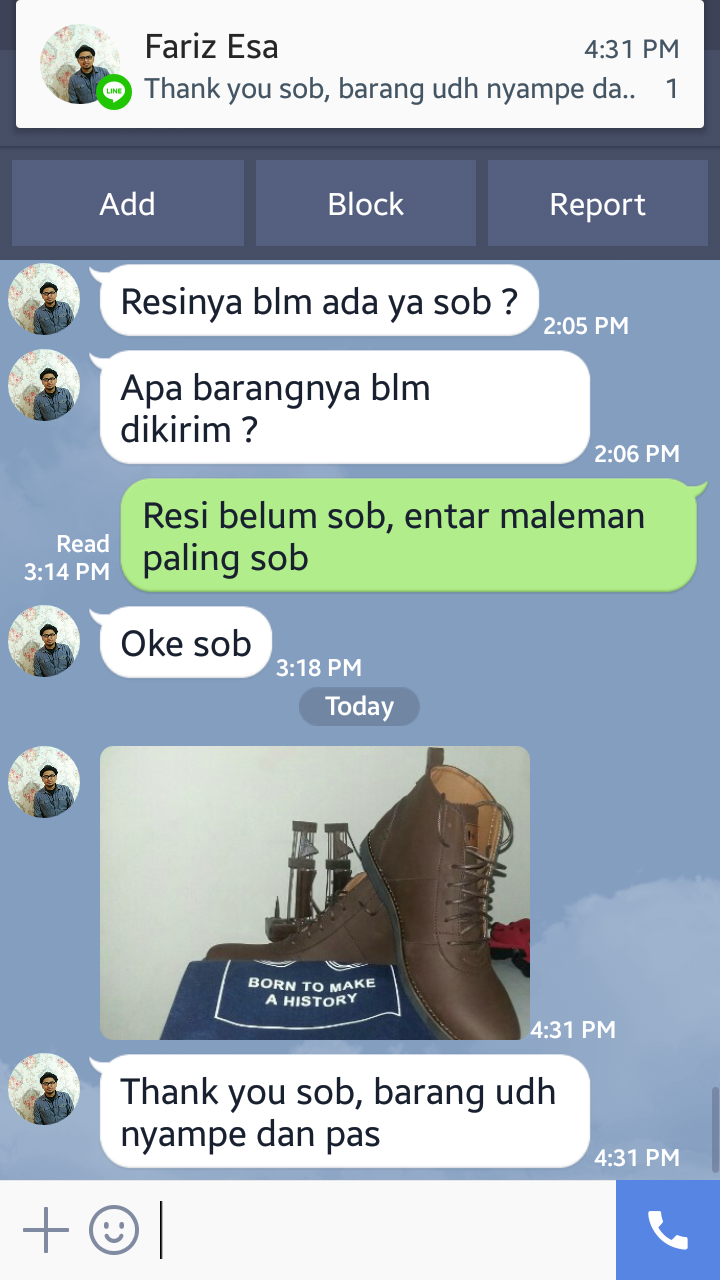 Fariz Esa
4:31 PM
Thank you sob, barang udh nyampe da..
1
LINE
Add
Block
Report
Resinya blm ada ya sob ?
2:05 PM
Apa barangnya blm
dikirim ?
2:06 PM
Resi belum sob, entar maleman
paling sob
Read
3:14 PM
Oke sob
3:18 PM
Today
BORN TO MAKE
A HISTORY
4:31 PM
Thank you sob, barang udh
nyampe dan pas
4:31 PM